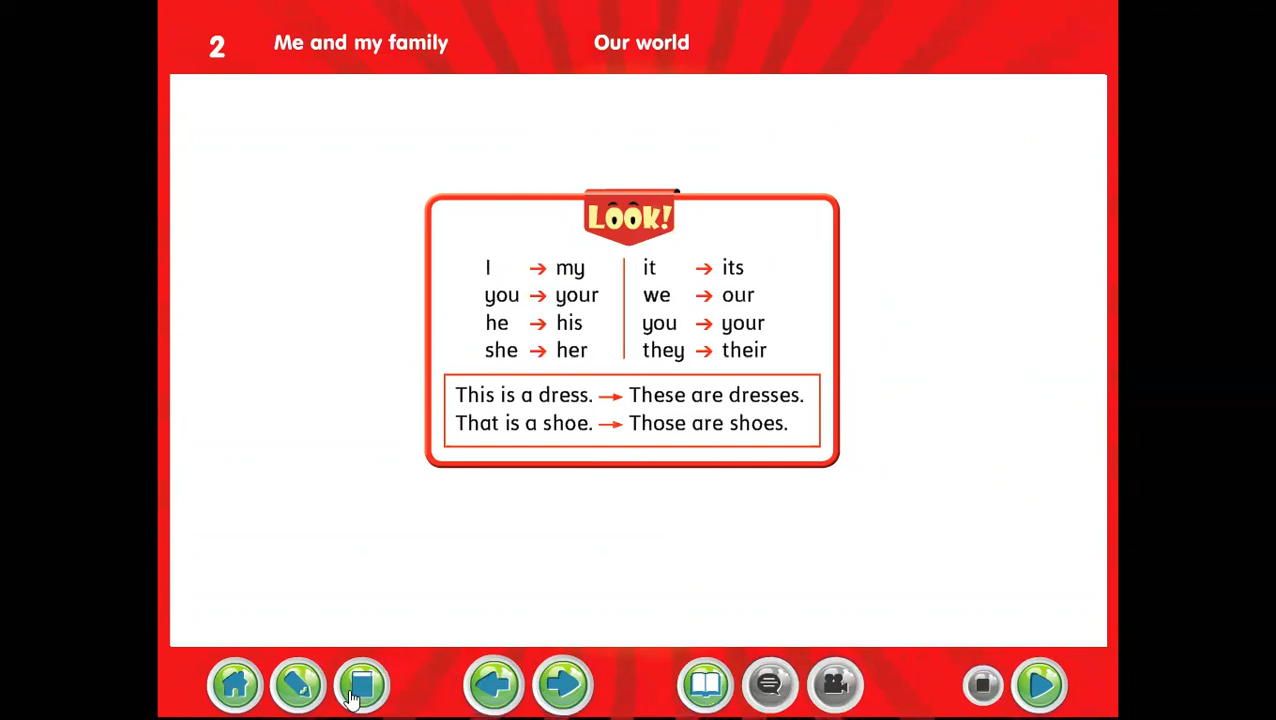 2 Me and my family Our world
LOOK!
I → my
you → your
he → his
she → her
it → its
we → our
you → your
they → their
This is a dress. → These are dresses.
That is a shoe. → Those are shoes.